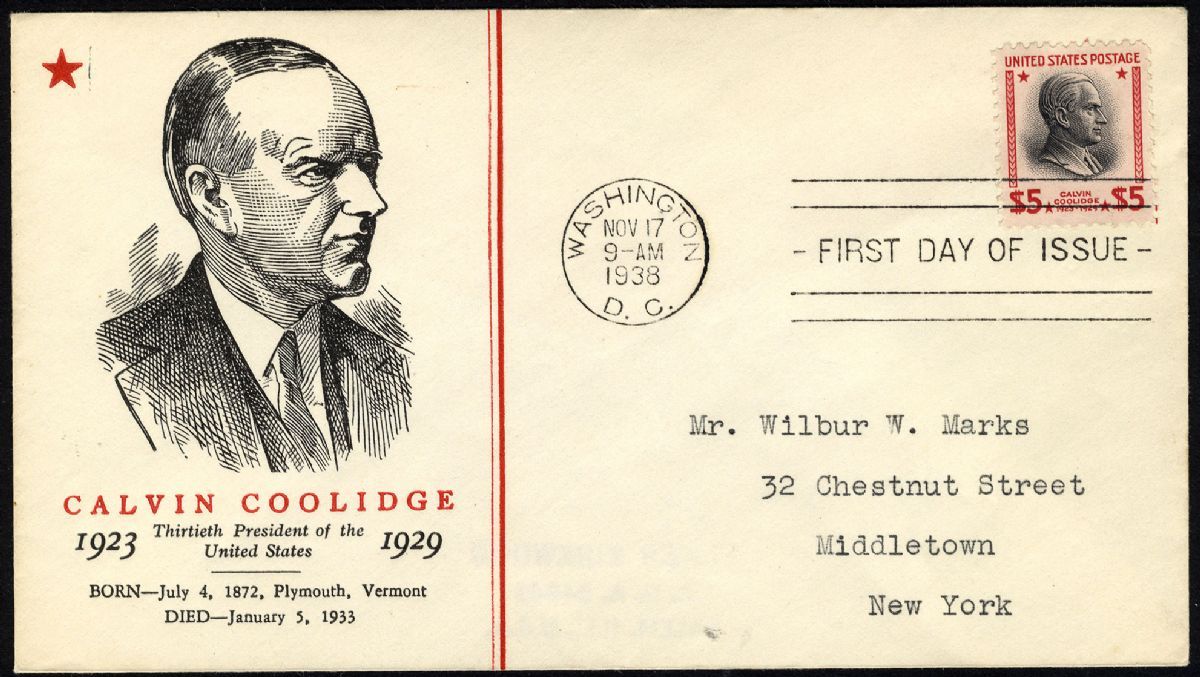 UNITED STATES POSTAGE
$5 CALVIN COOLIDGE 1923-1929 $5
WASHINGTON
NOV 17
9-AM
1938
D. C.
- FIRST DAY OF ISSUE -
Mr. Wilbur W. Marks
32 Chestnut Street
Middletown
New York
CALVIN COOLIDGE
1923 Thirtieth President of the United States 1929
BORN—July 4, 1872, Plymouth, Vermont
DIED—January 5, 1933